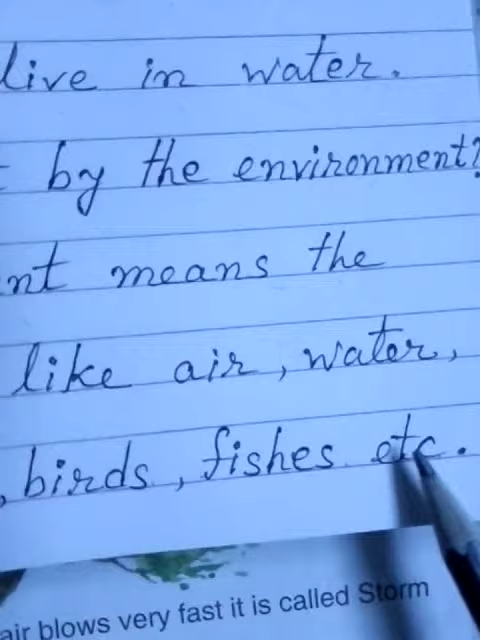 live in water.
by the environment?
nt means the
like air, water,
, birds, fishes etc.
air blows very fast it is called Storm